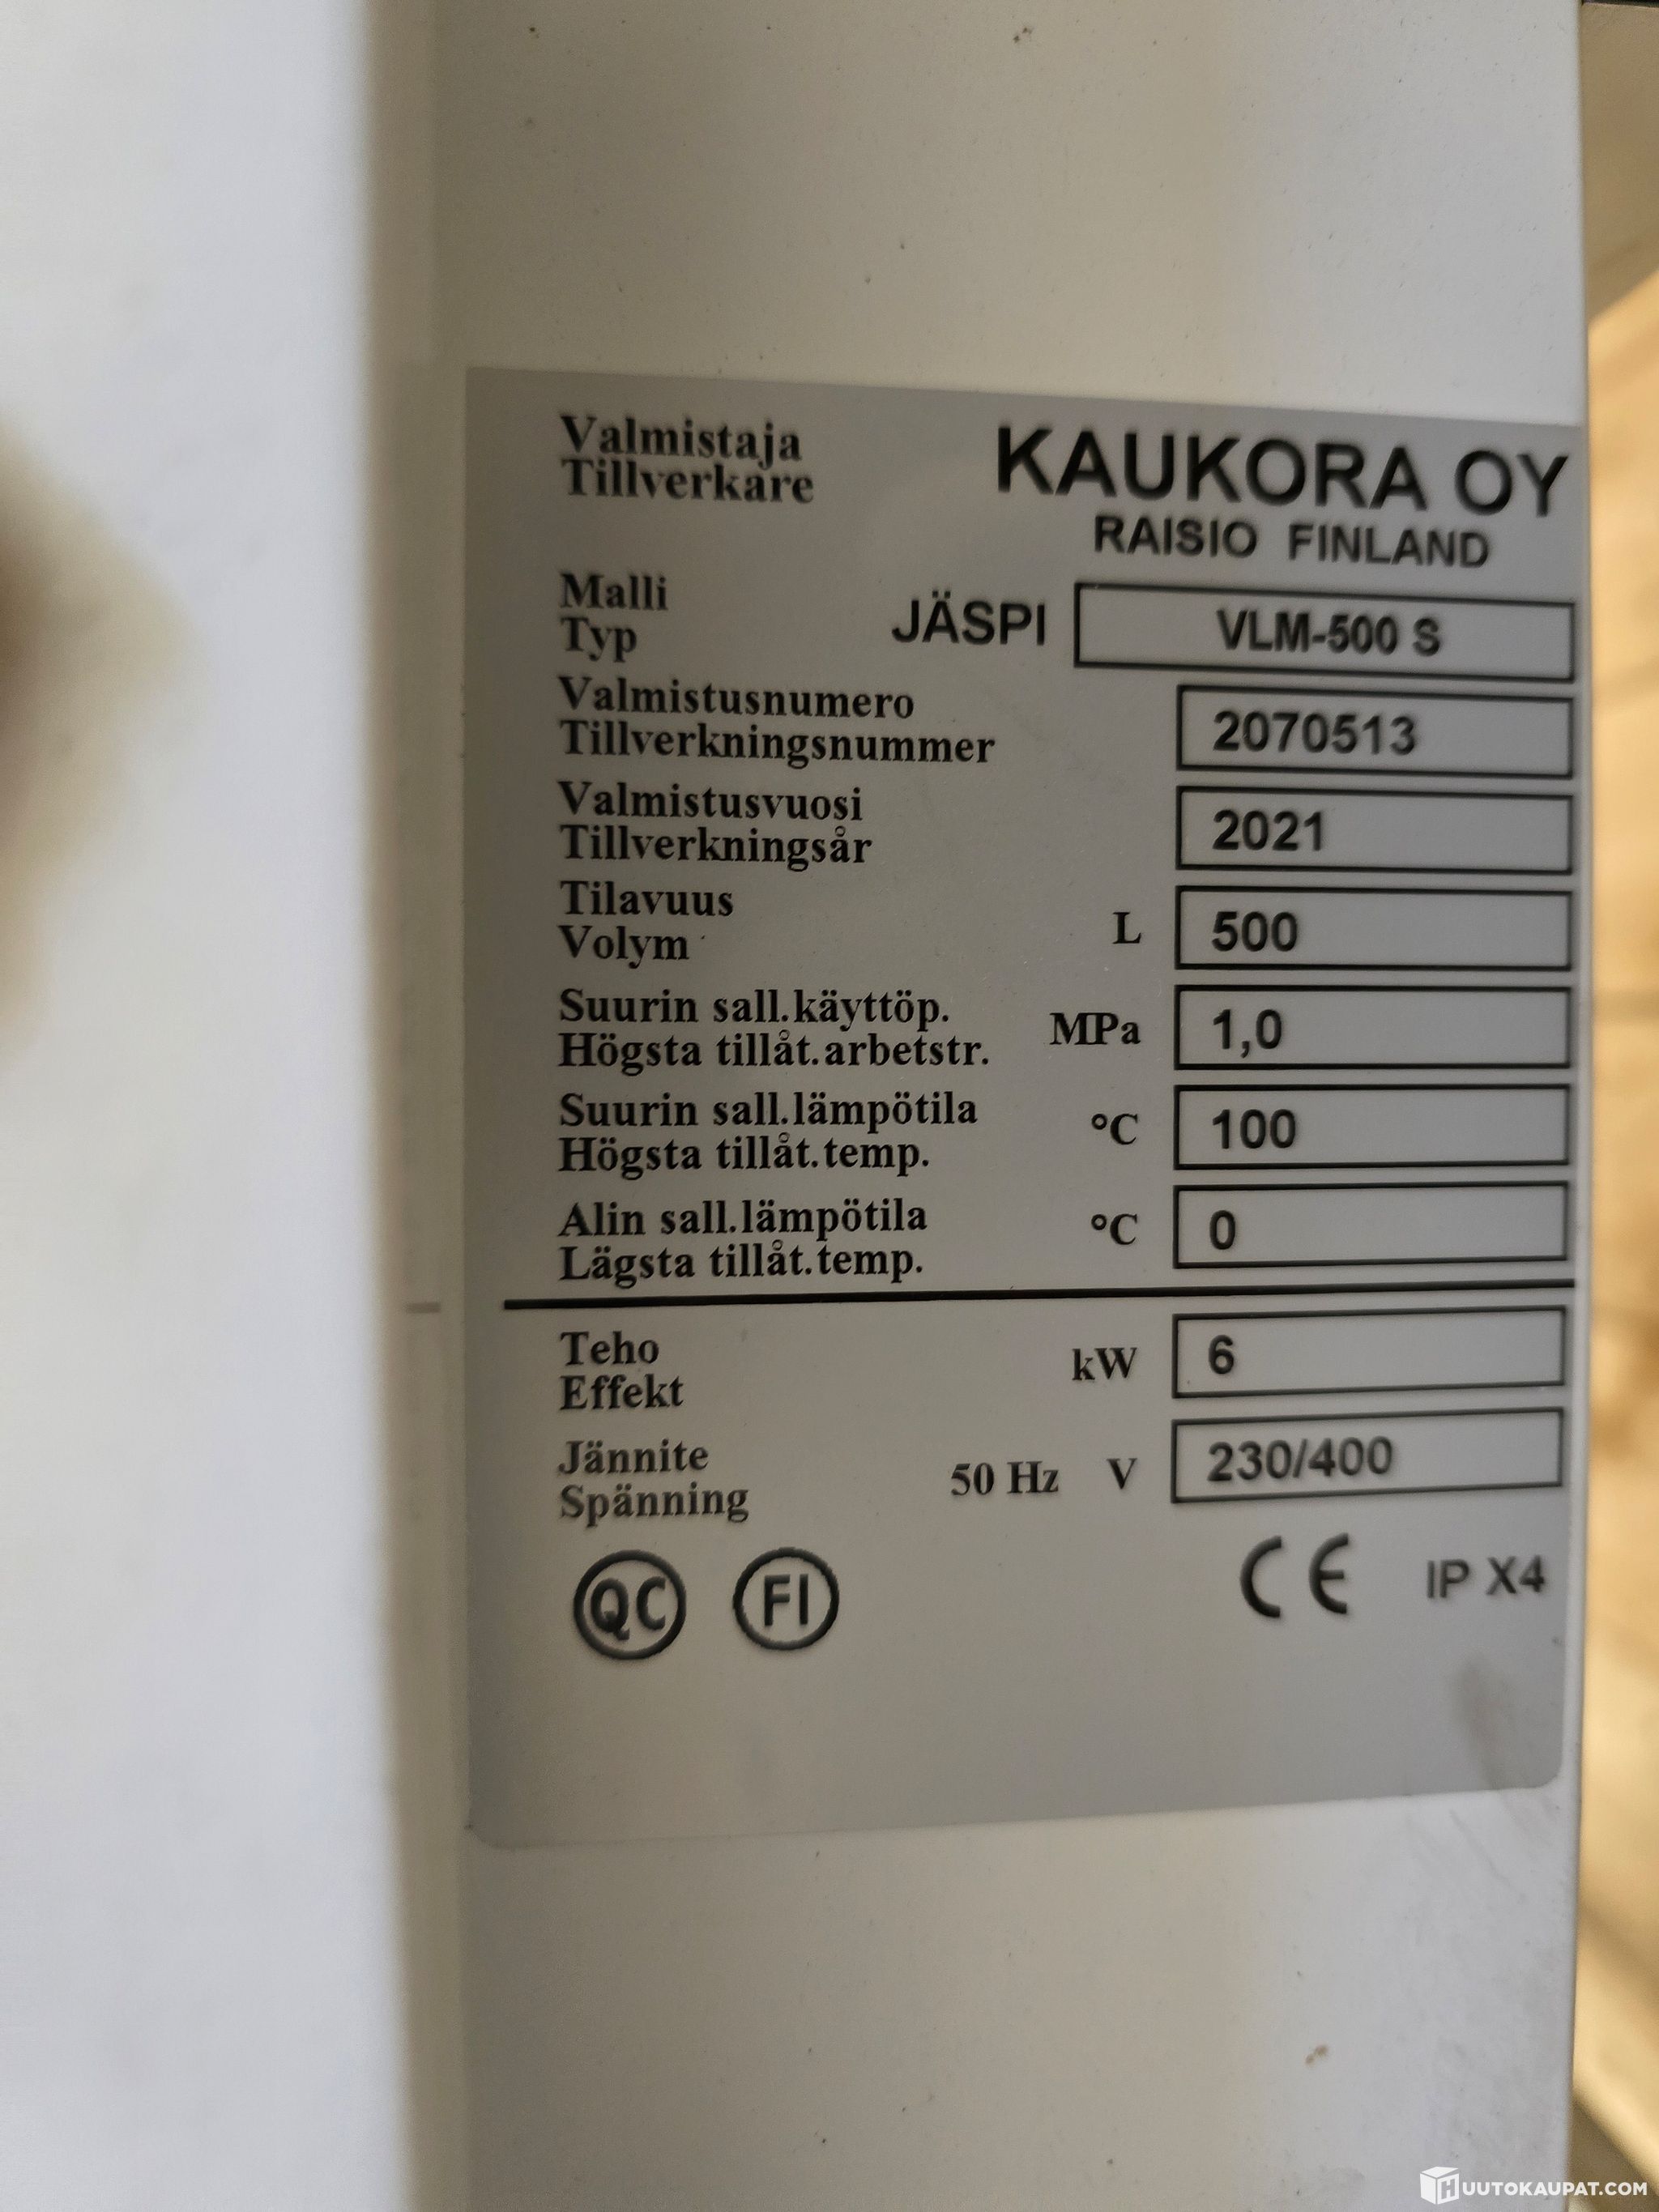 Valmistaja
Tillverkare
KAUKORA OY
RAISIO FINLAND
Malli
Typ
JÄSPI
VLM-500 S
Valmistusnumero
Tillverkningsnummer
2070513
Valmistusvuosi
Tillverkningsår
2021
Tilavuus
Volym
L
500
Suurin sall.käyttöp.
Högsta tillåt.arbetstr.
MPa
1,0
Suurin sall.lämpötila
Högsta tillåt.temp.
°C
100
Alin sall.lämpötila
Lägsta tillåt.temp.
°C
0
Teho
Effekt
kW
6
Jännite
Spänning
50 Hz V
230/400
QC FI
CE IP X4
HUUTOKAUPAT.COM